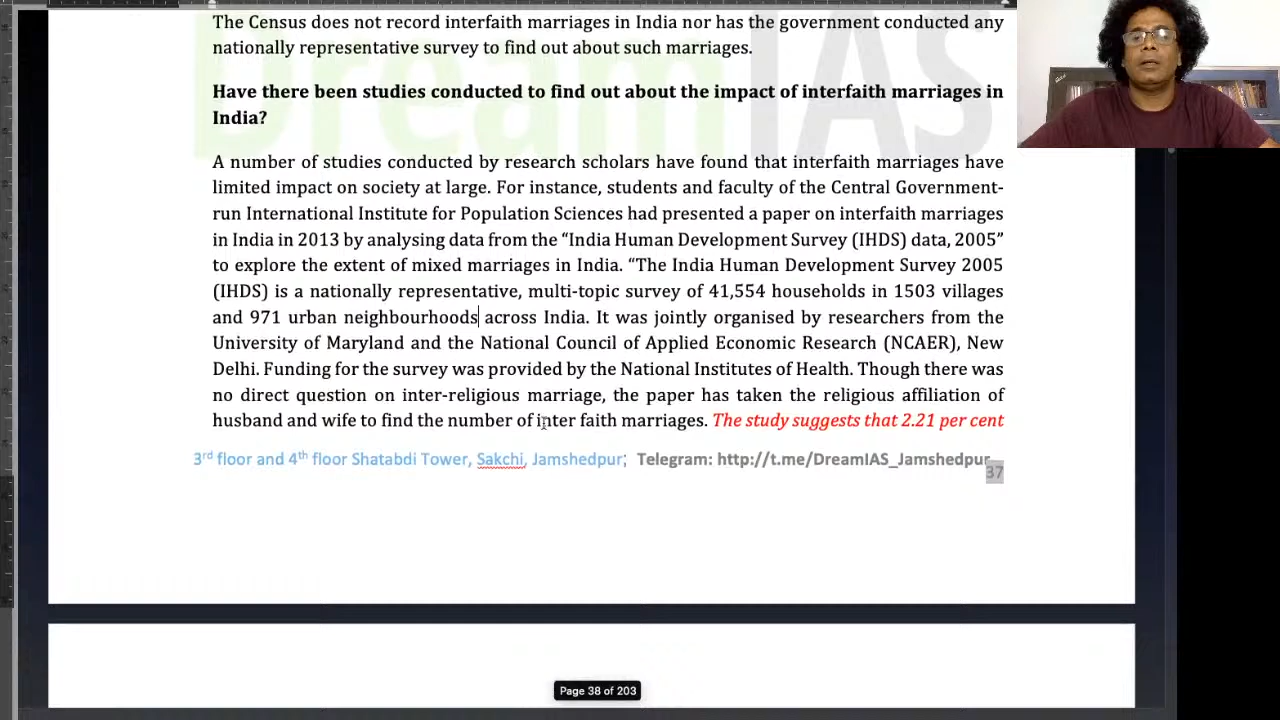 The Census does not record interfaith marriages in India nor has the government conducted any
nationally representative survey to find out about such marriages.
Have there been studies conducted to find out about the impact of interfaith marriages in
India?
A number of studies conducted by research scholars have found that interfaith marriages have
limited impact on society at large. For instance, students and faculty of the Central Government-
run International Institute for Population Sciences had presented a paper on interfaith marriages
in India in 2013 by analysing data from the “India Human Development Survey (IHDS) data, 2005”
to explore the extent of mixed marriages in India. “The India Human Development Survey 2005
(IHDS) is a nationally representative, multi-topic survey of 41,554 households in 1503 villages
and 971 urban neighbourhoods across India. It was jointly organised by researchers from the
University of Maryland and the National Council of Applied Economic Research (NCAER), New
Delhi. Funding for the survey was provided by the National Institutes of Health. Though there was
no direct question on inter-religious marriage, the paper has taken the religious affiliation of
husband and wife to find the number of inter faith marriages. The study suggests that 2.21 per cent
3rd floor and 4th floor Shatabdi Tower, Sakchi, Jamshedpur; Telegram: http://t.me/DreamIAS_Jamshedpur
37
Page 38 of 203
DreamIAS